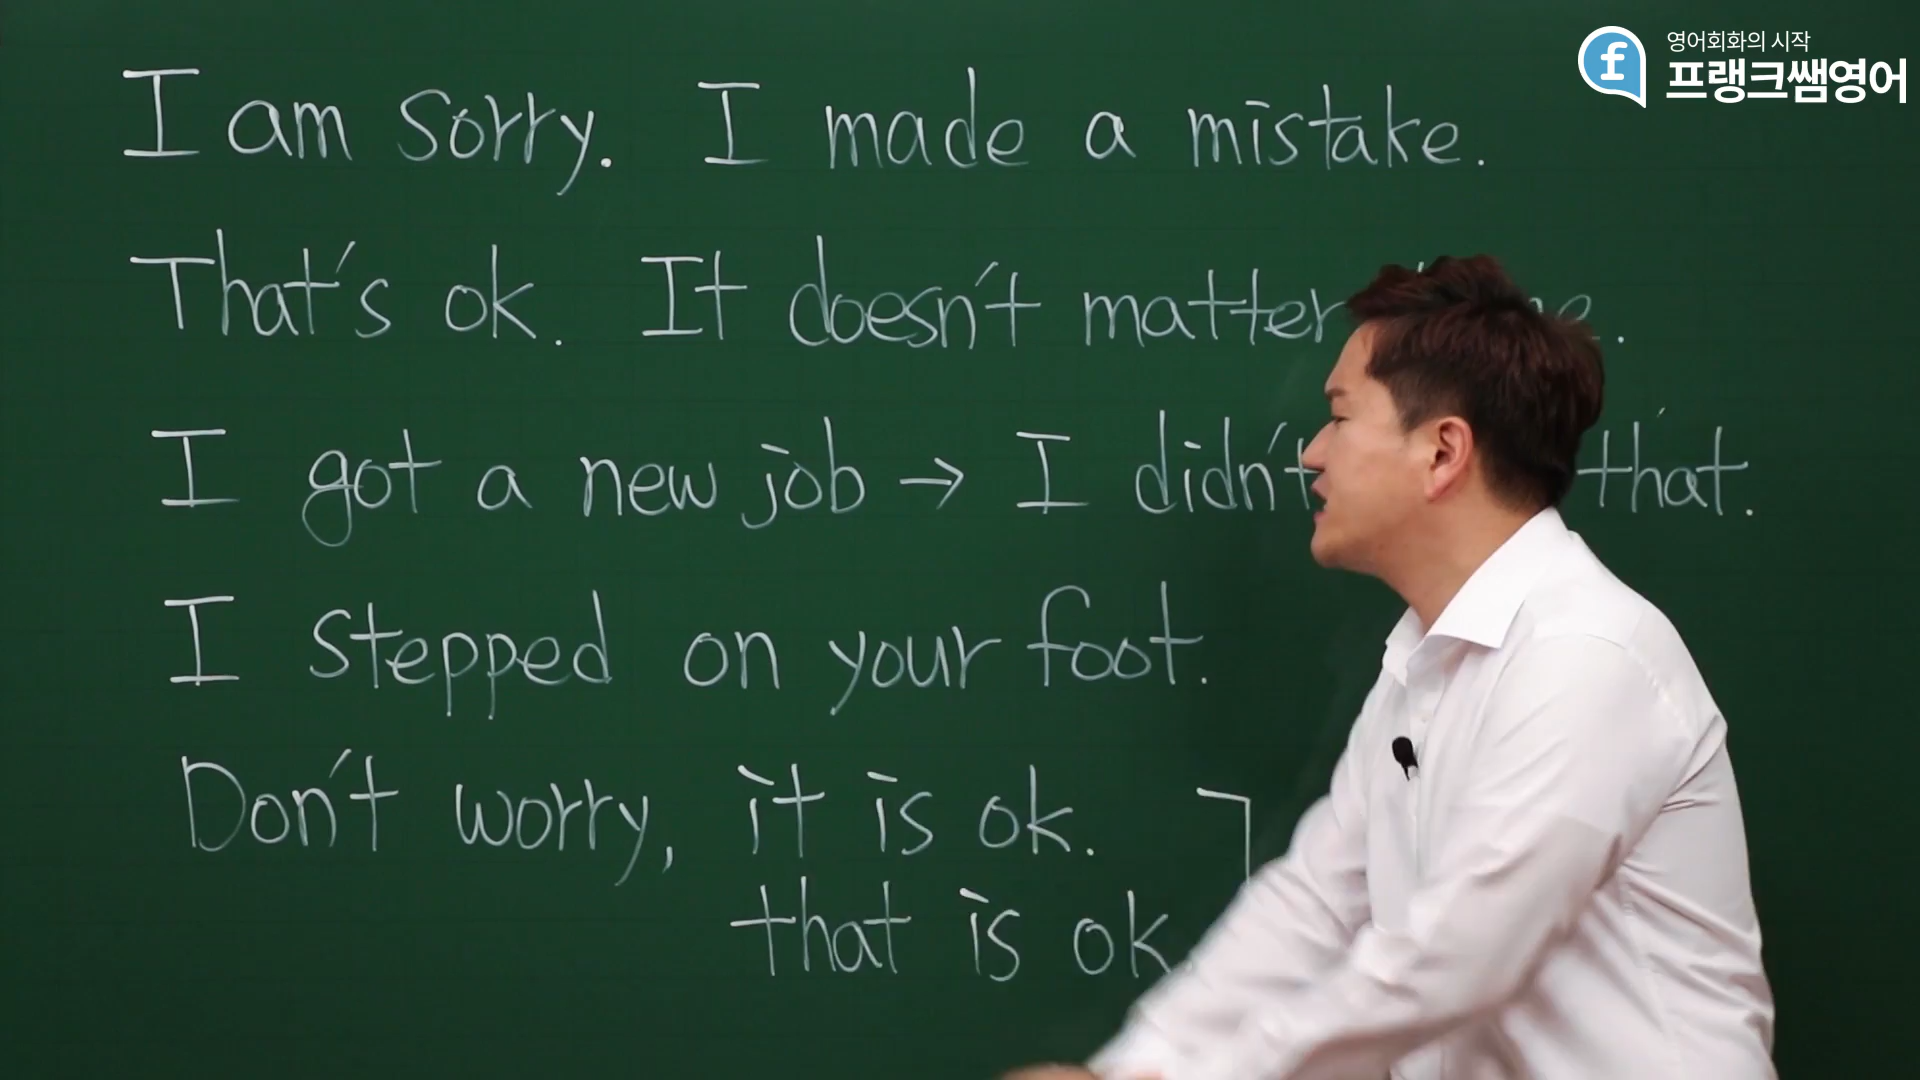 영어회화의 시작
프랭크쌤영어
I am sorry. I made a mistake.
That's ok. It doesn't matter
I got a new job → I didn't that.
I stepped on your foot.
Don't worry, it is ok.
that is ok.